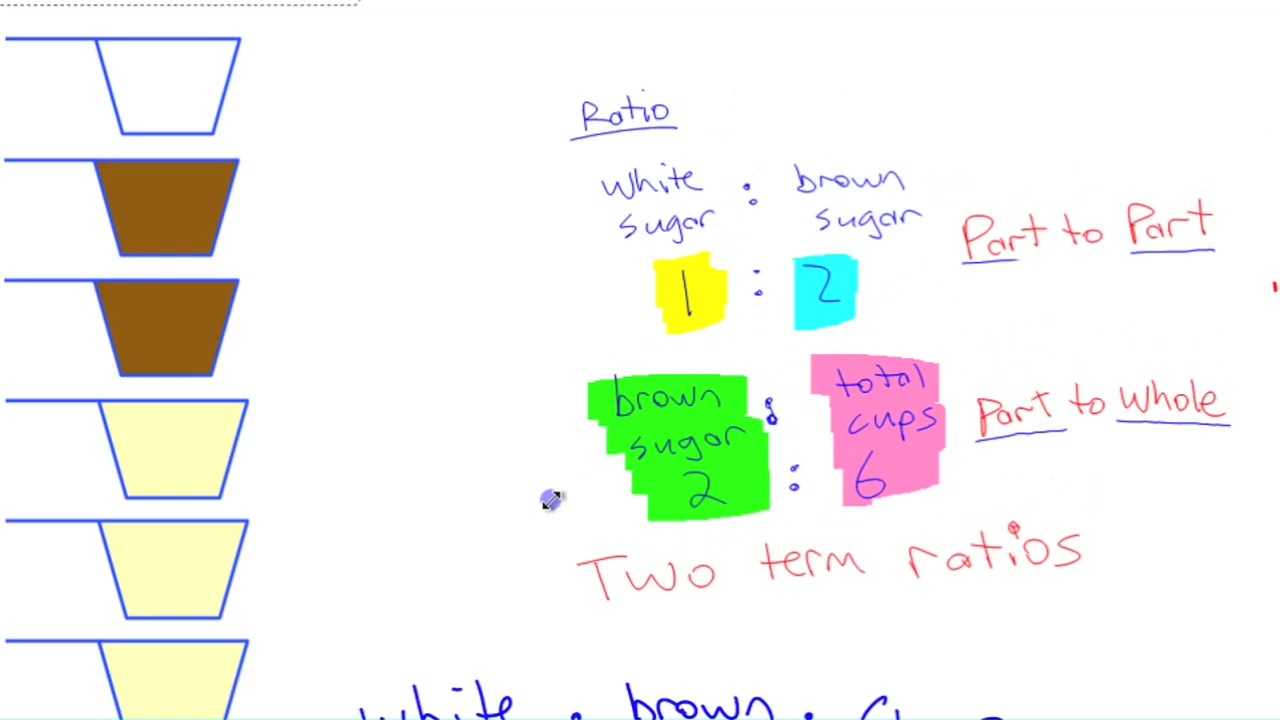 Ratio
white : brown
sugar sugar
1 : 2
Part to Part
brown : total
sugar cups
2 : 6
Part to Whole
Two term ratios
white : brown :